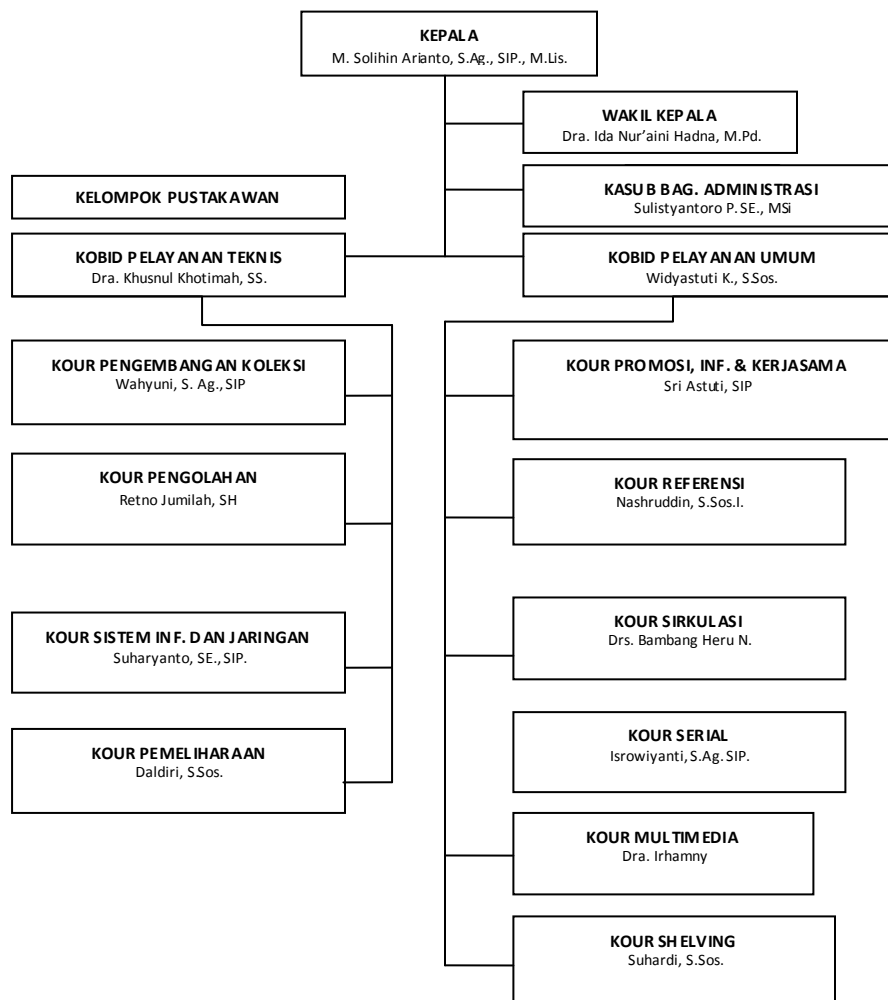 KEPALA
M. Solihin Arianto, S.Ag., SIP., M.Lis.
WAKIL KEPALA
Dra. Ida Nur’aini Hadna, M.Pd.
KELOMPOK PUSTAKAWAN
KASUB BAG. ADMINISTRASI
Sulistyantoro P. SE., MSi
KOBID PELAYANAN TEKNIS
Dra. Khusnul Khotimah, SS.
KOBID PELAYANAN UMUM
Widyastuti K., S.Sos.
KOUR PENGEMBANGAN KOLEKSI
Wahyuni, S. Ag., SIP
KOUR PENGOLAHAN
Retno Jumilah, SH
KOUR SISTEM INF. DAN JARINGAN
Suharyanto, SE., SIP.
KOUR PEMELIHARAAN
Daldiri, S.Sos.
KOUR PROMOSI, INF. & KERJASAMA
Sri Astuti, SIP
KOUR REFERENSI
Nashruddin, S.Sos.I.
KOUR SIRKULASI
Drs. Bambang Heru N.
KOUR SERIAL
Isrowiyanti, S.Ag. SIP.
KOUR MULTIMEDIA
Dra. Irhamny
KOUR SHELVING
Suhardi, S.Sos.